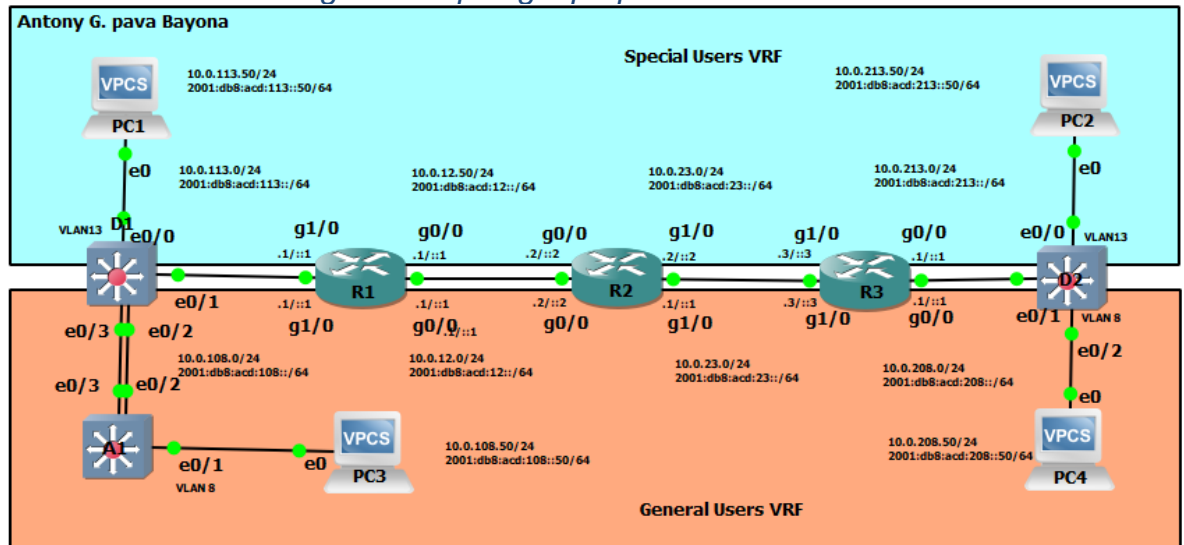 Antony G. pava Bayona
Special Users VRF
VPCS
PC1
10.0.113.50/24
2001:db8:acd:113::50/64
10.0.213.50/24
2001:db8:acd:213::50/64
VPCS
PC2
e0
10.0.113.0/24
2001:db8:acd:113::/64
10.0.12.50/24
2001:db8:acd:12::/64
10.0.23.0/24
2001:db8:acd:23::/64
10.0.213.0/24
2001:db8:acd:213::/64
e0
VLAN13
D1
e0/0
g1/0
g0/0
g0/0
g1/0
g1/0
g0/0
e0/0
VLAN13
.1/::1
.1/::1
.2/::2
.2/::2
.3/::3
.1/::1
R1
R2
R3
D2
e0/1
.1/::1
.1/::1
.2/::2
.1/::1
.3/::3
.1/::1
g1/0
g0/0
.1/::1
g0/0
g1/0
g1/0
g0/0
e0/1
VLAN 8
e0/3
e0/2
10.0.108.0/24
2001:db8:acd:108::/64
10.0.12.0/24
2001:db8:acd:12::/64
10.0.23.0/24
2001:db8:acd:23::/64
10.0.208.0/24
2001:db8:acd:208::/64
e0/2
e0/3
e0/2
e0
A1
e0/1
VLAN 8
e0
VPCS
PC3
10.0.108.50/24
2001:db8:acd:108::50/64
10.0.208.50/24
2001:db8:acd:208::50/64
VPCS
PC4
General Users VRF